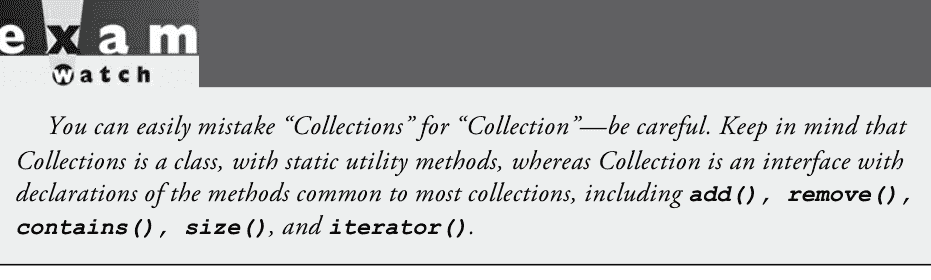 exam
watch
You can easily mistake “Collections” for “Collection”—be careful. Keep in mind that
Collections is a class, with static utility methods, whereas Collection is an interface with
declarations of the methods common to most collections, including add(), remove(),
contains(), size(), and iterator().